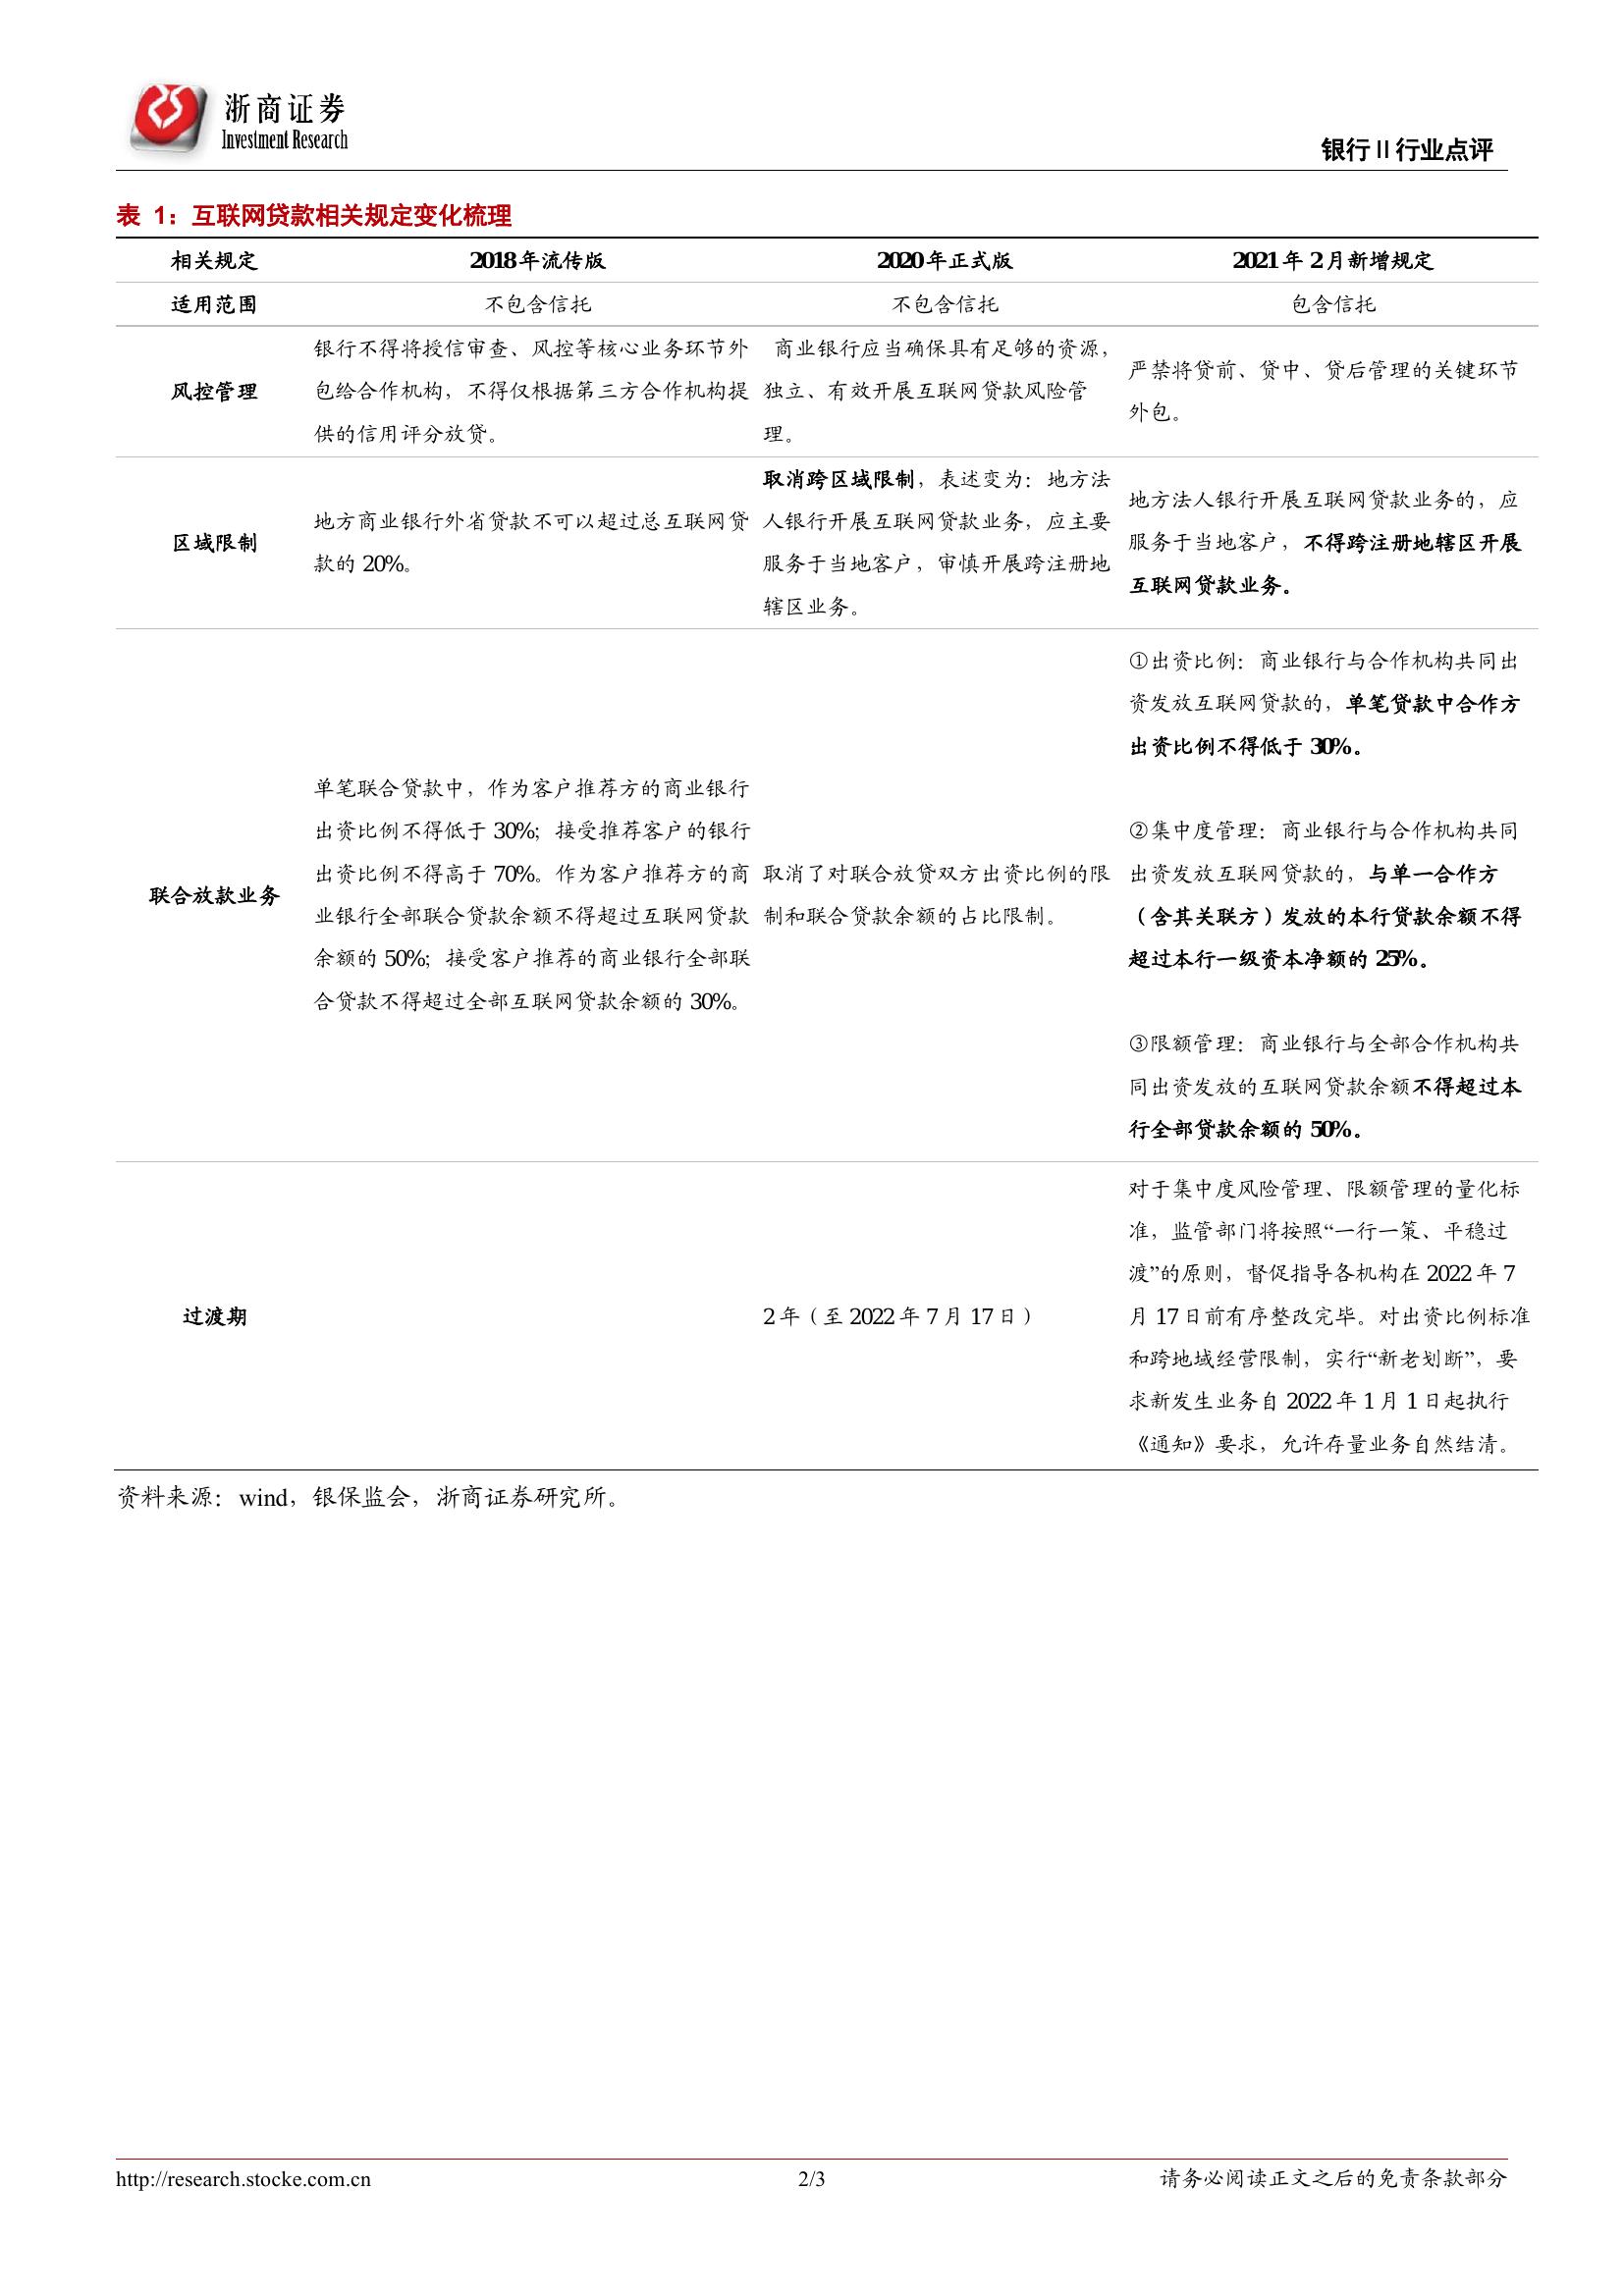 浙商证券
Investment Research
银行 II 行业点评
表 1：互联网贷款相关规定变化梳理
相关规定 2018 年流传版 2020 年正式版 2021 年 2 月新增规定
适用范围 不包含信托 不包含信托 包含信托
风控管理
银行不得将授信审查、风控等核心业务环节外
包给合作机构，不得仅根据第三方合作机构提
供的信用评分放贷。
商业银行应当确保具有足够的资源，
独立、有效开展互联网贷款风险管
理。
严禁将贷前、贷中、贷后管理的关键环节
外包。
区域限制
地方商业银行外省贷款不可以超过总互联网贷
款的 20%。
取消跨区域限制，表述变为：地方法
人银行开展互联网贷款业务，应主要
服务于当地客户，审慎开展跨注册地
辖区业务。
地方法人银行开展互联网贷款业务的，应
服务于当地客户，不得跨注册地辖区开展
互联网贷款业务。
联合放款业务
单笔联合贷款中，作为客户推荐方的商业银行
出资比例不得低于 30%；接受推荐客户的银行
出资比例不得高于 70%。作为客户推荐方的商
业银行全部联合贷款余额不得超过互联网贷款
余额的 50%；接受客户推荐的商业银行全部联
合贷款不得超过全部互联网贷款余额的 30%。
取消了对联合放贷双方出资比例的限
制和联合贷款余额的占比限制。
①出资比例：商业银行与合作机构共同出
资发放互联网贷款的，单笔贷款中合作方
出资比例不得低于 30%。
②集中度管理：商业银行与合作机构共同
出资发放互联网贷款的，与单一合作方
（含其关联方）发放的本行贷款余额不得
超过本行一级资本净额的 25%。
③限额管理：商业银行与全部合作机构共
同出资发放的互联网贷款余额不得超过本
行全部贷款余额的 50%。
过渡期
2 年（至 2022 年 7 月 17 日）
对于集中度风险管理、限额管理的量化标
准，监管部门将按照“一行一策、平稳过
渡”的原则，督促指导各机构在 2022 年 7
月 17 日前有序整改完毕。对出资比例标准
和跨地域经营限制，实行“新老划断”，要
求新发生业务自 2022 年 1 月 1 日起执行
《通知》要求，允许存量业务自然结清。
资料来源：wind，银保监会，浙商证券研究所。
http://research.stocke.com.cn 2/3 请务必阅读正文之后的免责条款部分